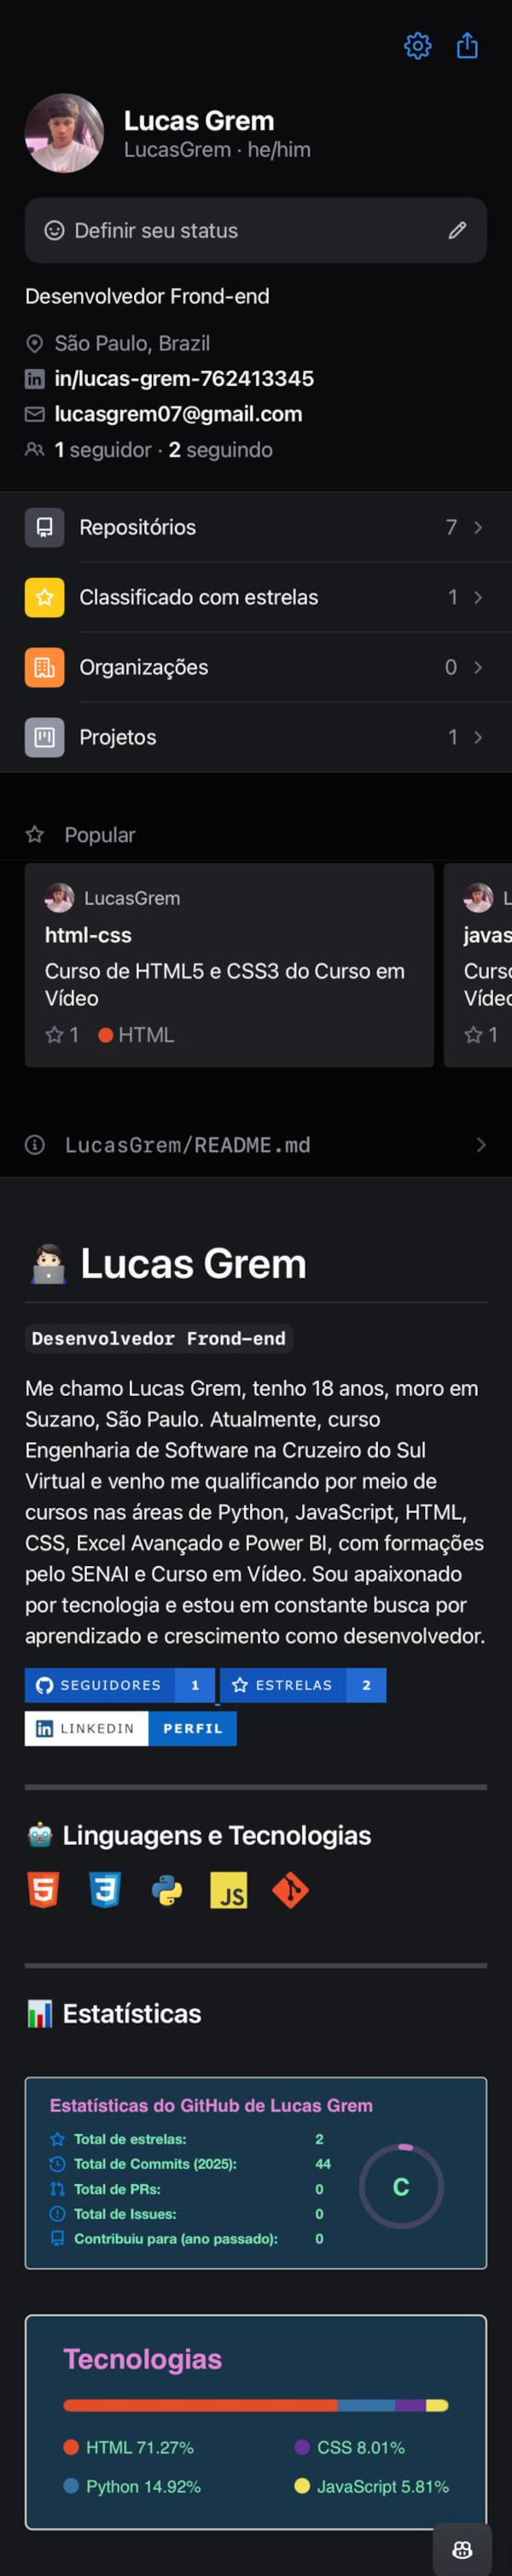 Lucas Grem
LucasGrem · he/him
Definir seu status
Desenvolvedor Frond-end
São Paulo, Brazil
in/lucas-grem-762413345
lucasgrem07@gmail.com
1 seguidor · 2 seguindo
Repositórios 7
Classificado com estrelas 1
Organizações 0
Projetos 1
Popular
LucasGrem
html-css
Curso de HTML5 e CSS3 do Curso em
Vídeo
1 HTML
L
javas
Curso
Vídeo
1
LucasGrem/README.md
Lucas Grem
Desenvolvedor Frond-end
Me chamo Lucas Grem, tenho 18 anos, moro em
Suzano, São Paulo. Atualmente, curso
Engenharia de Software na Cruzeiro do Sul
Virtual e venho me qualificando por meio de
cursos nas áreas de Python, JavaScript, HTML,
CSS, Excel Avançado e Power BI, com formações
pelo SENAI e Curso em Vídeo. Sou apaixonado
por tecnologia e estou em constante busca por
aprendizado e crescimento como desenvolvedor.
SEGUIDORES 1 ESTRELAS 2
in LINKEDIN PERFIL
Linguagens e Tecnologias
5 3 JS
Estatísticas
Estatísticas do GitHub de Lucas Grem
Total de estrelas: 2
Total de Commits (2025): 44
Total de PRs: 0
Total de Issues: 0
Contribuiu para (ano passado): 0
C
Tecnologias
HTML 71.27% CSS 8.01%
Python 14.92% JavaScript 5.81%